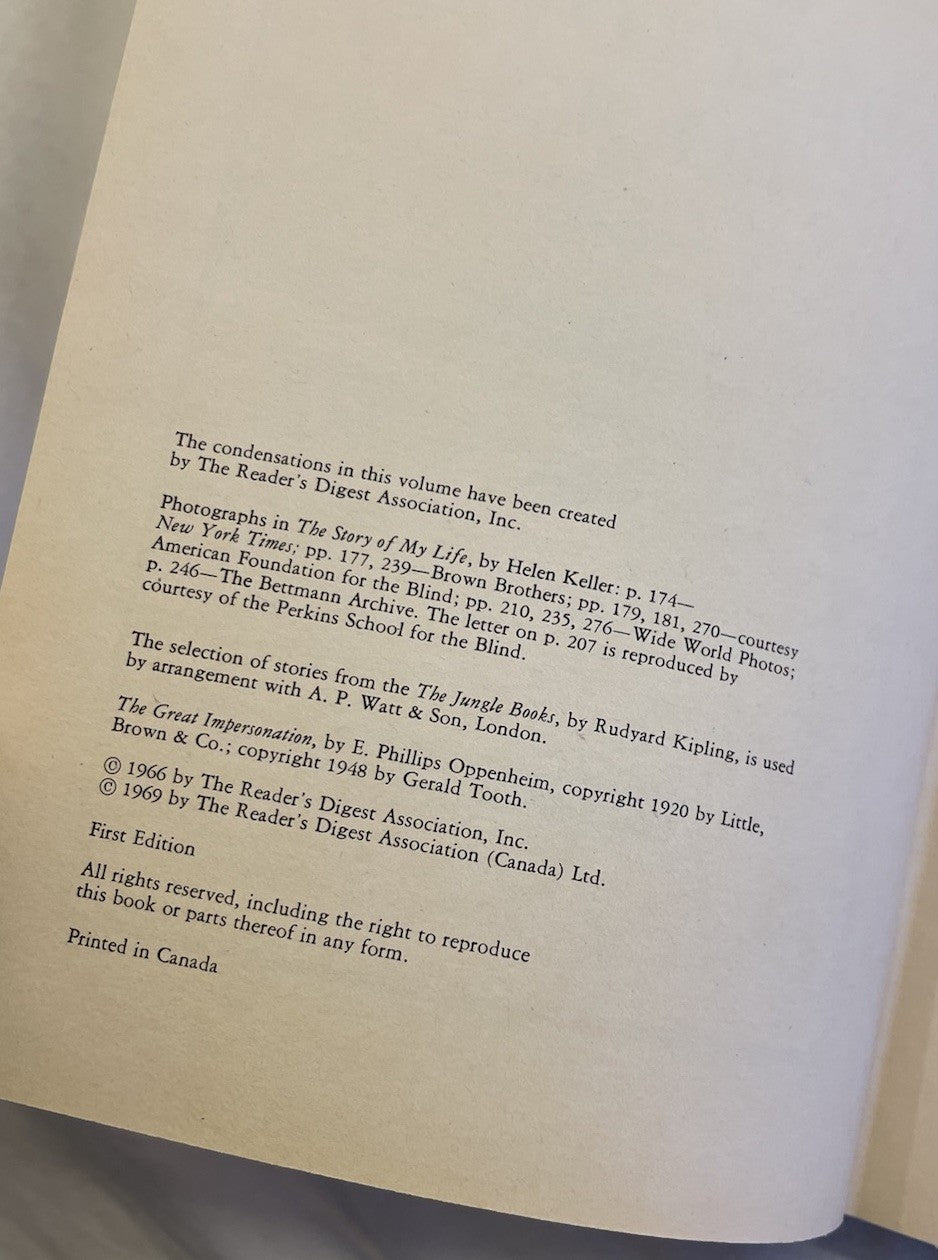 The condensations in this volume have been created
by The Reader's Digest Association, Inc.
Photographs in The Story of My Life, by Helen Keller: p. 174—
New York Times; pp. 177, 239—Brown Brothers; pp. 179, 181, 270—courtesy
American Foundation for the Blind; pp. 210, 235, 276—Wide World Photos;
p. 246—The Bettmann Archive. The letter on p. 207 is reproduced by
courtesy of the Perkins School for the Blind.
The selection of stories from the The Jungle Books, by Rudyard Kipling, is used
by arrangement with A. P. Watt & Son, London.
The Great Impersonation, by E. Phillips Oppenheim, copyright 1920 by Little,
Brown & Co.; copyright 1948 by Gerald Tooth.
© 1966 by The Reader's Digest Association, Inc.
© 1969 by The Reader's Digest Association (Canada) Ltd.
First Edition
All rights reserved, including the right to reproduce
this book or parts thereof in any form.
Printed in Canada